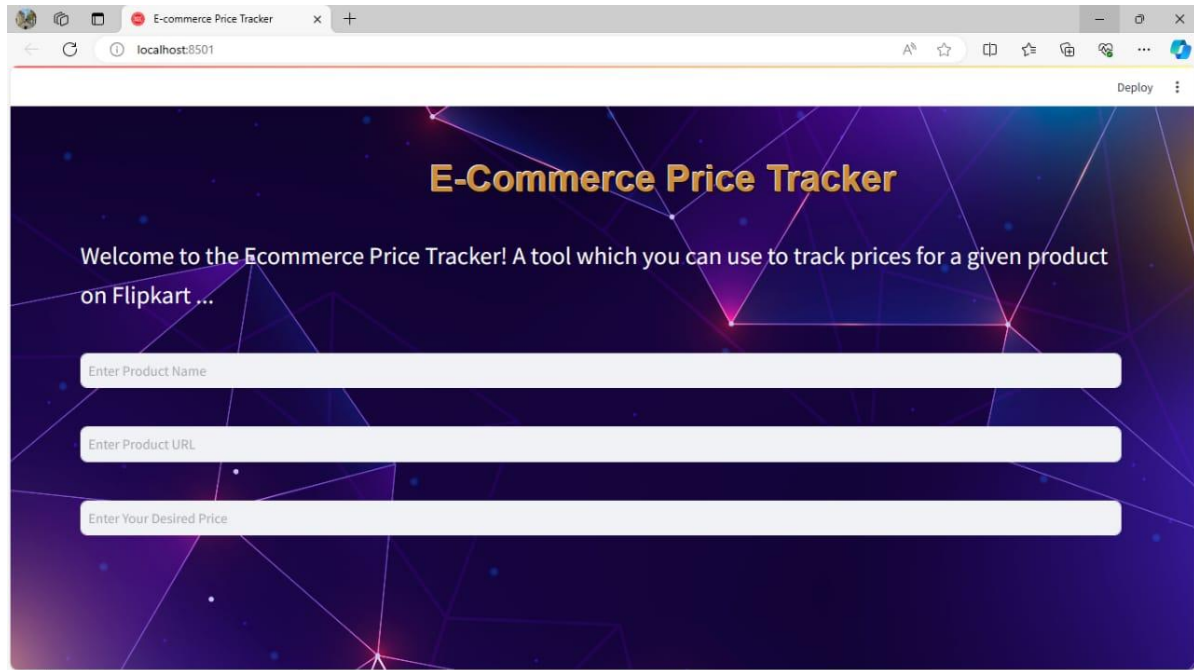 E-commerce Price Tracker
localhost:8501
Deploy
E-Commerce Price Tracker
Welcome to the Ecommerce Price Tracker! A tool which you can use to track prices for a given product
on Flipkart ...
Enter Product Name
Enter Product URL
Enter Your Desired Price